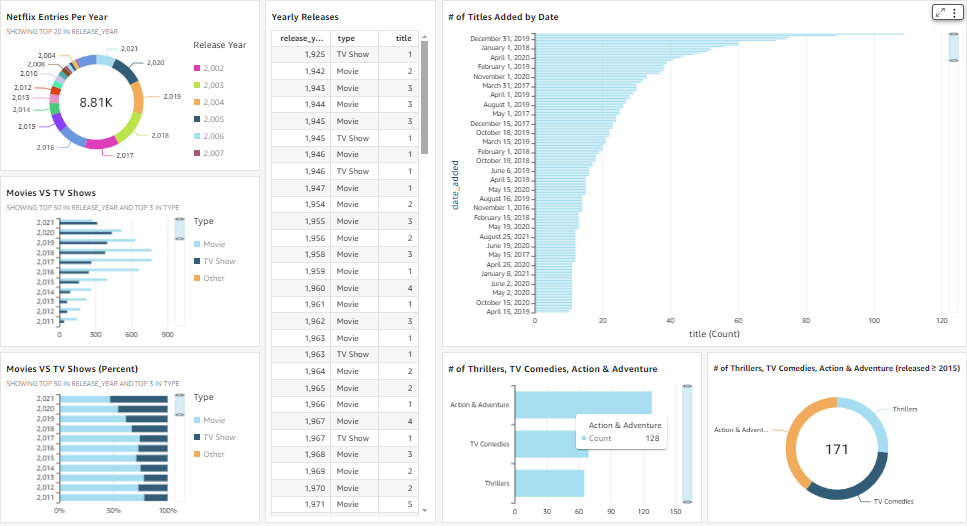 Netflix Entries Per Year
SHOWING TOP 20 IN RELEASE_YEAR
2,021
2,020
2,019
2,018
2,017
2,016
2,015
2,014
2,013
2,012
2,010
2,008
2,004
8.81K
Release Year
2,002
2,003
2,004
2,005
2,006
2,007
Movies VS TV Shows
SHOWING TOP 50 IN RELEASE_YEAR AND TOP 3 IN TYPE
2,021
2,020
2,019
2,018
2,017
2,016
2,015
2,014
2,013
2,012
2,011
0 300 600 900
Type
Movie
TV Show
Other
Movies VS TV Shows (Percent)
SHOWING TOP 50 IN RELEASE_YEAR AND TOP 3 IN TYPE
2,021
2,020
2,019
2,018
2,017
2,016
2,015
2,014
2,013
2,012
2,011
0% 50% 100%
Type
Movie
TV Show
Other
Yearly Releases
release_y... type title
1,925 TV Show 1
1,942 Movie 2
1,943 Movie 3
1,944 Movie 3
1,945 Movie 3
1,945 TV Show 1
1,946 Movie 1
1,946 TV Show 1
1,947 Movie 1
1,954 Movie 2
1,955 Movie 3
1,956 Movie 2
1,958 Movie 3
1,959 Movie 1
1,960 Movie 4
1,961 Movie 1
1,962 Movie 3
1,963 Movie 1
1,963 TV Show 1
1,964 Movie 2
1,965 Movie 2
1,966 Movie 1
1,967 Movie 4
1,967 TV Show 1
1,968 Movie 3
1,969 Movie 2
1,970 Movie 2
1,971 Movie 5
# of Titles Added by Date
date_added
December 31, 2019
January 1, 2018
April 1, 2020
February 1, 2019
November 1, 2020
March 31, 2017
April 1, 2019
August 1, 2019
May 1, 2017
December 15, 2017
October 18, 2019
March 15, 2019
February 1, 2018
October 19, 2018
June 6, 2019
April 5, 2019
May 15, 2020
August 16, 2019
November 1, 2016
February 15, 2018
May 19, 2020
August 25, 2021
June 19, 2020
May 15, 2017
April 25, 2020
January 8, 2021
June 2, 2020
May 2, 2020
October 15, 2020
April 15, 2019
0 20 40 60 80 100 120
title (Count)
# of Thrillers, TV Comedies, Action & Adventure
Action & Adventure
TV Comedies
Thrillers
0 30 60 90 120 150
Action & Adventure
Count 128
# of Thrillers, TV Comedies, Action & Adventure (released ≥ 2015)
Thrillers
Action & Advent...
171
TV Comedies